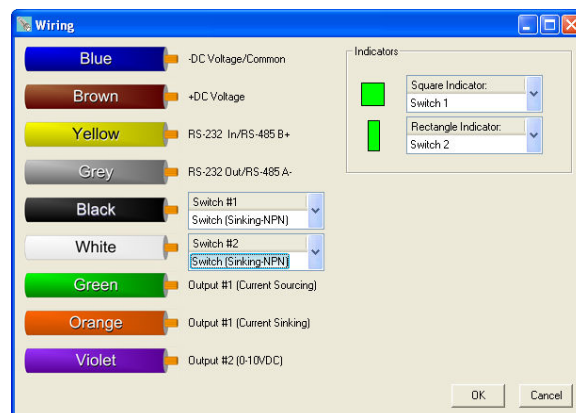 Wiring
Blue -DC Voltage/Common
Brown +DC Voltage
Yellow RS-232 In/RS-485 B+
Grey RS-232 Out/RS-485 A-
Black Switch #1
Switch (Sinking-NPN)
White Switch #2
Switch (Sinking-NPN)
Green Output #1 (Current Sourcing)
Orange Output #1 (Current Sinking)
Violet Output #2 (0-10VDC)
Indicators
Square Indicator:
Switch 1
Rectangle Indicator:
Switch 2
OK Cancel